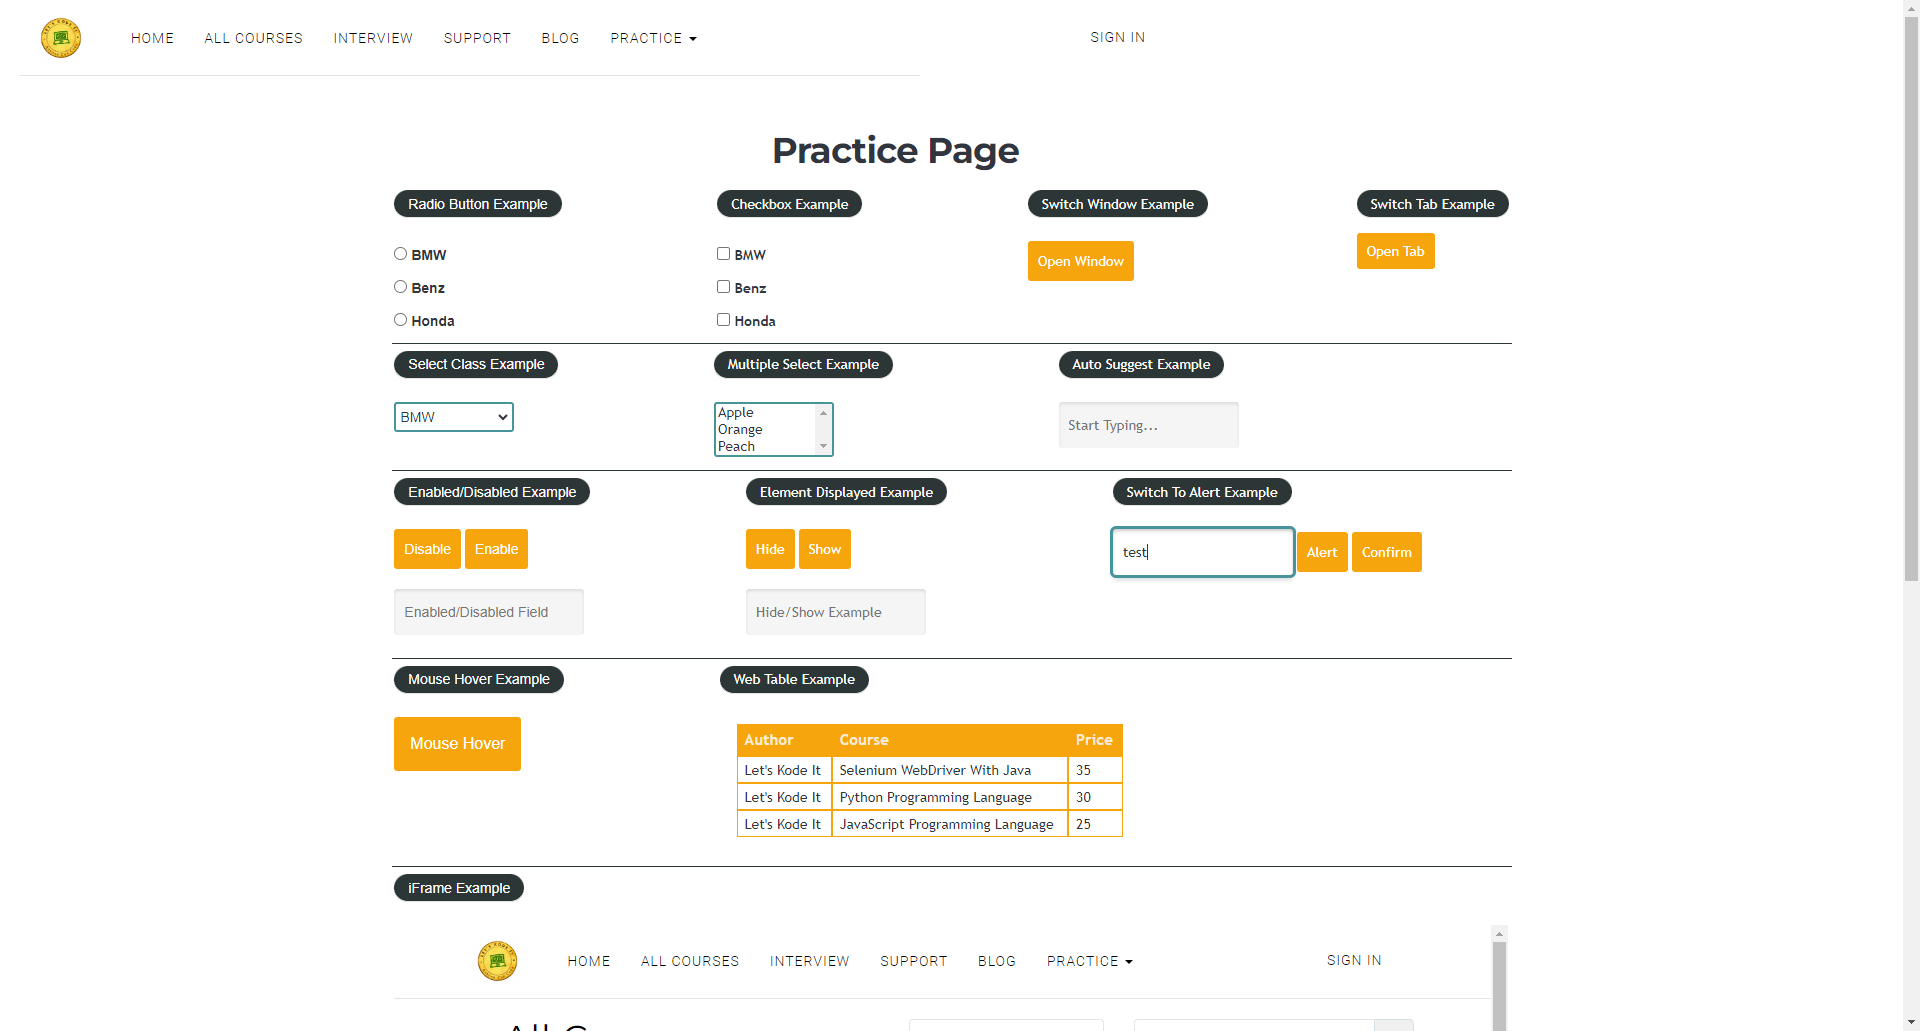 HOME ALL COURSES INTERVIEW SUPPORT BLOG PRACTICE SIGN IN
Practice Page
Radio Button Example Checkbox Example Switch Window Example Switch Tab Example
BMW BMW Open Window Open Tab
Benz Benz
Honda Honda
Select Class Example Multiple Select Example Auto Suggest Example
BMW Apple Start Typing...
Orange
Peach
Enabled/Disabled Example Element Displayed Example Switch To Alert Example
Disable Enable Hide Show test Alert Confirm
Enabled/Disabled Field Hide/Show Example
Mouse Hover Example Web Table Example
Mouse Hover
Author Course Price
Let's Kode It Selenium WebDriver With Java 35
Let's Kode It Python Programming Language 30
Let's Kode It JavaScript Programming Language 25
iFrame Example
HOME ALL COURSES INTERVIEW SUPPORT BLOG PRACTICE SIGN IN